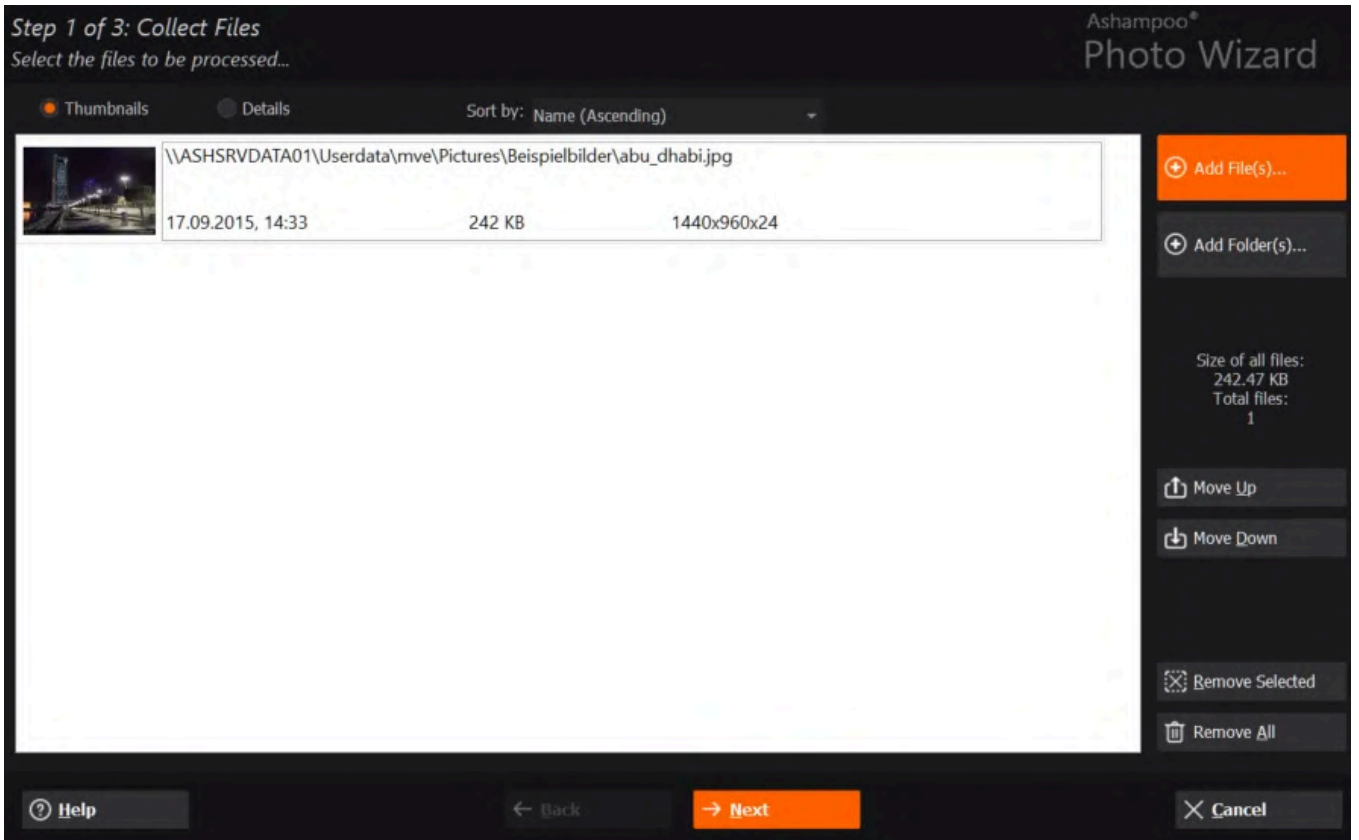 Step 1 of 3: Collect Files
Select the files to be processed...
Ashampoo®
Photo Wizard
Thumbnails
Details
Sort by: Name (Ascending)
\\ASHSRVDATA01\Userdata\mve\Pictures\Beispielbilder\abu_dhabi.jpg
17.09.2015, 14:33 242 KB 1440x960x24
Add File(s)...
Add Folder(s)...
Size of all files:
242.47 KB
Total files:
1
Move Up
Move Down
Remove Selected
Remove All
Help
Back
Next
Cancel